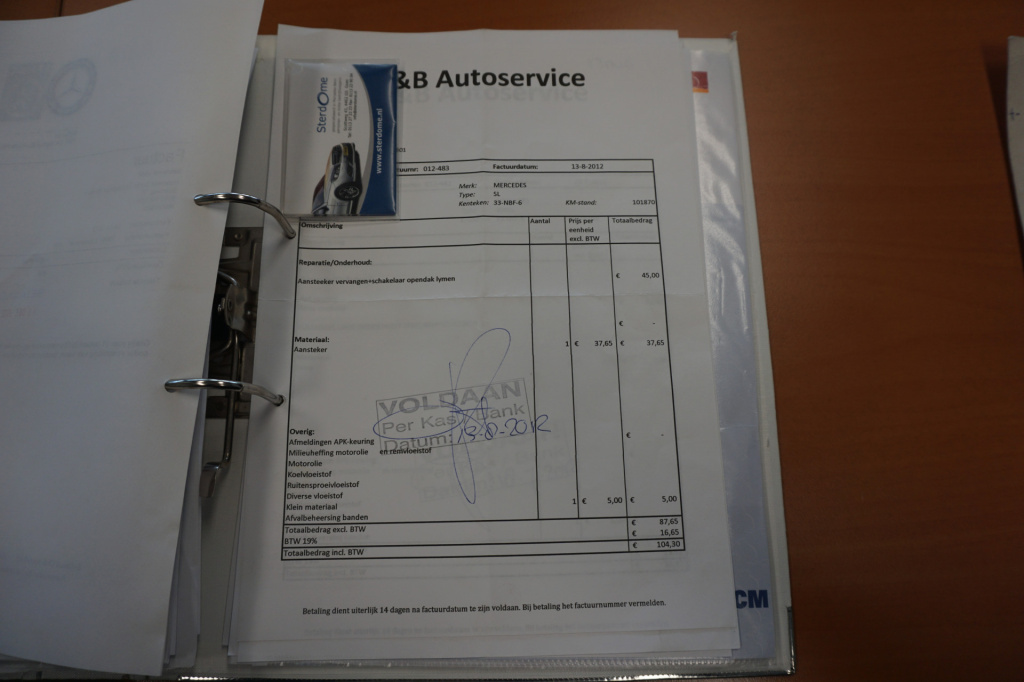 &B Autoservice
Sterdome
www.sterdome.nl
Factuurdatum: 13-8-2012
012-483
Merk: MERCEDES
Type: SL
Kenteken: 33-NBF-6 KM-stand: 101870
Omschrijving Aantal Prijs per eenheid excl. BTW Totaalbedrag
Reparatie/Onderhoud:
Aansteeker vervangen+schakelaar opendak lymen € 45,00
€ -
Materiaal:
Aansteker 1 € 37,65 € 37,65
VOLDAAN
Per Kas Bank
Datum: 13-8-2012
Overig: € -
Afmeldingen APK-keuring
Milieuheffing motorolie en remvloeistof
Motorolie
Koelvloeistof
Ruitensproeivloeistof
Diverse vloeistof
Klein materiaal 1 € 5,00 € 5,00
Afvalbeheersing banden
Totaalbedrag excl. BTW € 87,65
BTW 19% € 16,65
Totaalbedrag incl. BTW € 104,30
Betaling dient uiterlijk 14 dagen na factuurdatum te zijn voldaan. Bij betaling het factuurnummer vermelden.
CM